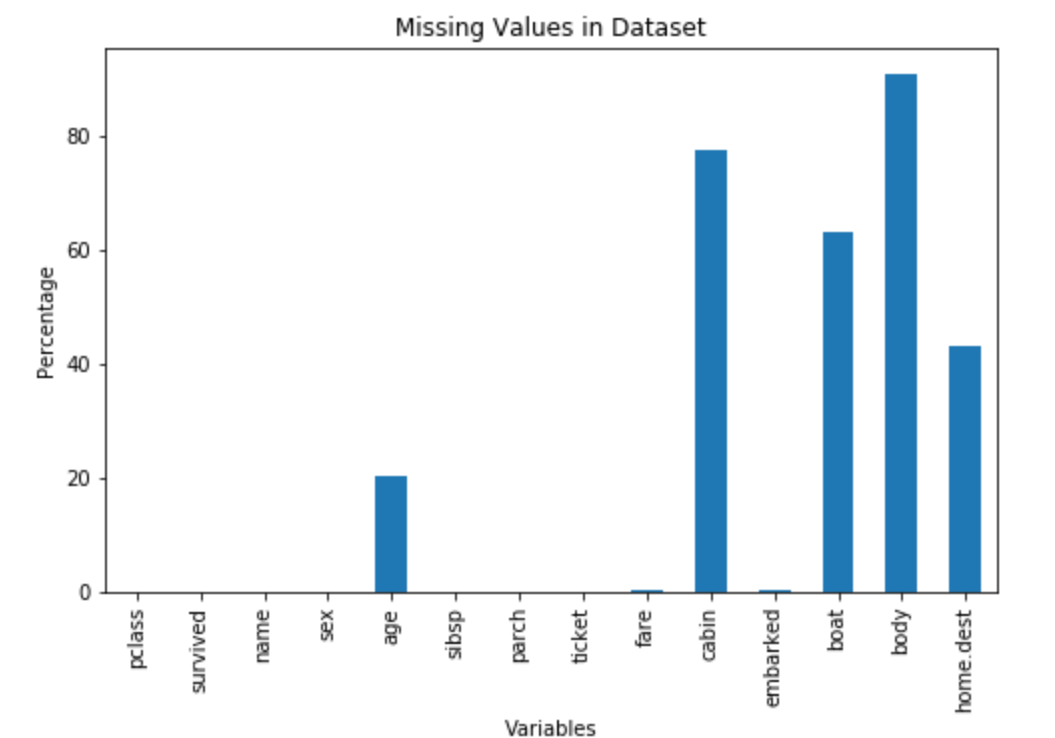 Missing Values in Dataset
Percentage
80
60
40
20
0
pclass
survived
name
sex
age
sibsp
parch
ticket
fare
cabin
embarked
boat
body
home.dest
Variables